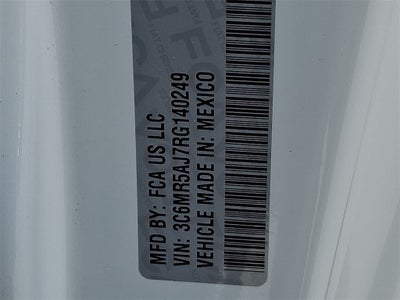 MFD BY: FCA US LLC
VIN: 3C6MR5AJ7RG140249
VEHICLE MADE IN: MEXICO